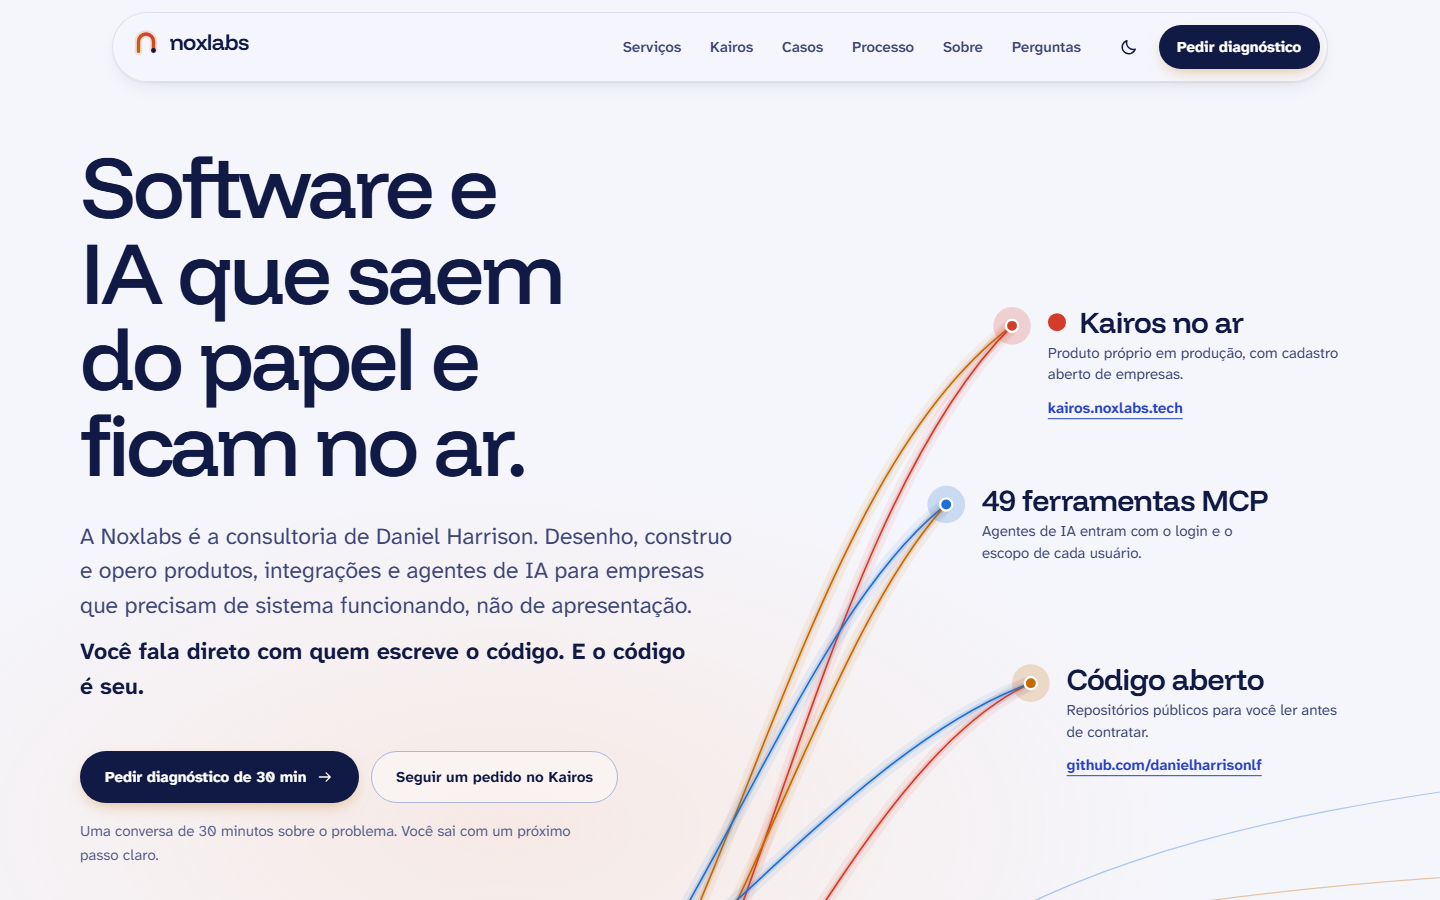 noxlabs
Serviços
Kairos
Casos
Processo
Sobre
Perguntas
Pedir diagnóstico
Software e
IA que saem
do papel e
ficam no ar.
A Noxlabs é a consultoria de Daniel Harrison. Desenho, construo
e opero produtos, integrações e agentes de IA para empresas
que precisam de sistema funcionando, não de apresentação.
Você fala direto com quem escreve o código. E o código
é seu.
Pedir diagnóstico de 30 min →
Seguir um pedido no Kairos
Uma conversa de 30 minutos sobre o problema. Você sai com um próximo
passo claro.
Kairos no ar
Produto próprio em produção, com cadastro
aberto de empresas.
kairos.noxlabs.tech
49 ferramentas MCP
Agentes de IA entram com o login e o
escopo de cada usuário.
Código aberto
Repositórios públicos para você ler antes
de contratar.
github.com/danielharrisonlf